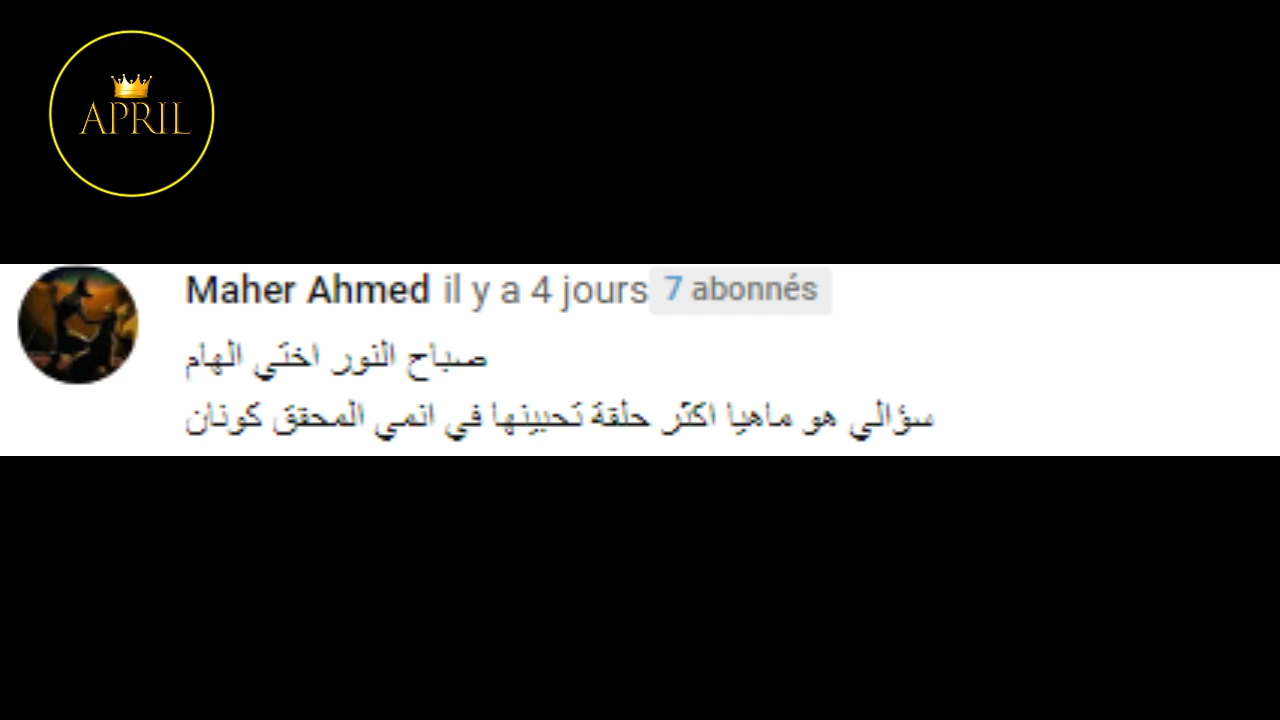 APRIL
Maher Ahmed il y a 4 jours 7 abonnés
صباح النور اختي الهام
سؤالي هو ماهيا اكثر حلقة تحبينها في انمي المحقق كونان